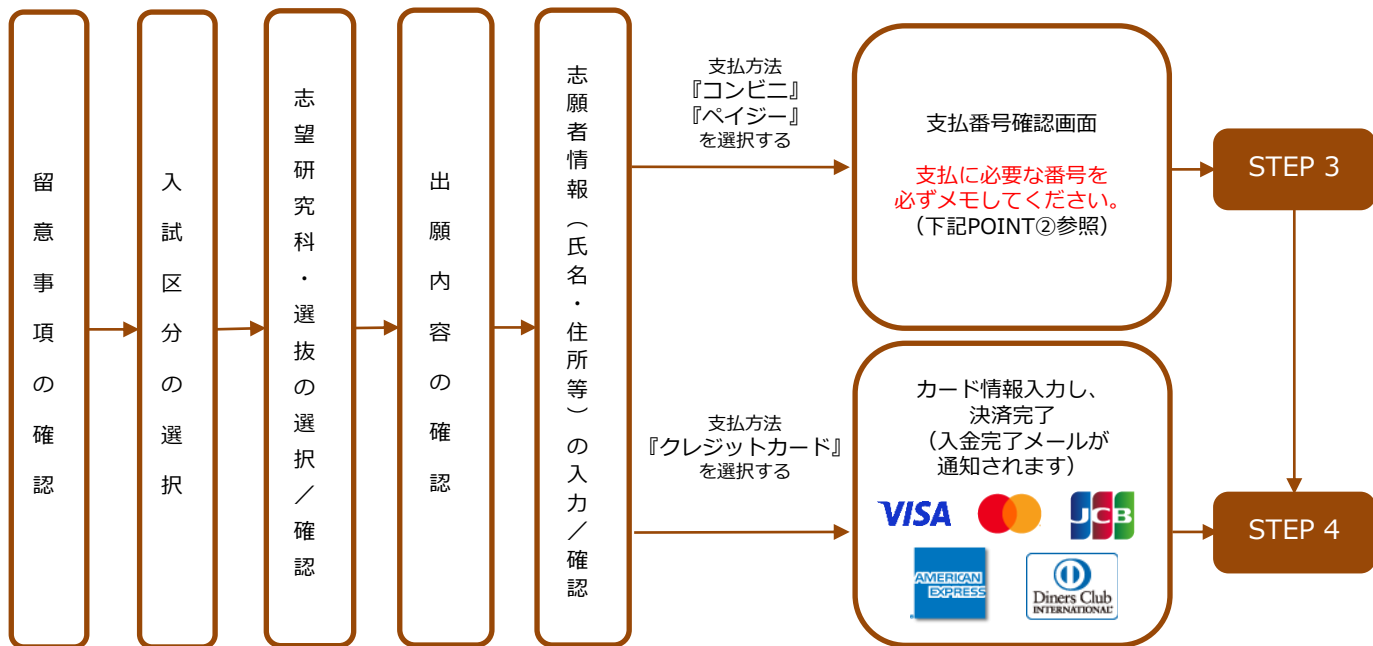 留意事項の確認
入試区分の選択
志望研究科・選抜の選択／確認
出願内容の確認
志願者情報（氏名・住所等）の入力／確認
支払方法
『コンビニ』
『ペイジー』
を選択する
支払番号確認画面
支払に必要な番号を
必ずメモしてください。
（下記POINT②参照）
STEP 3
支払方法
『クレジットカード』
を選択する
カード情報入力し、
決済完了
（入金完了メールが
通知されます）
VISA
JCB
AMERICAN
EXPRESS
Diners Club
INTERNATIONAL
STEP 4